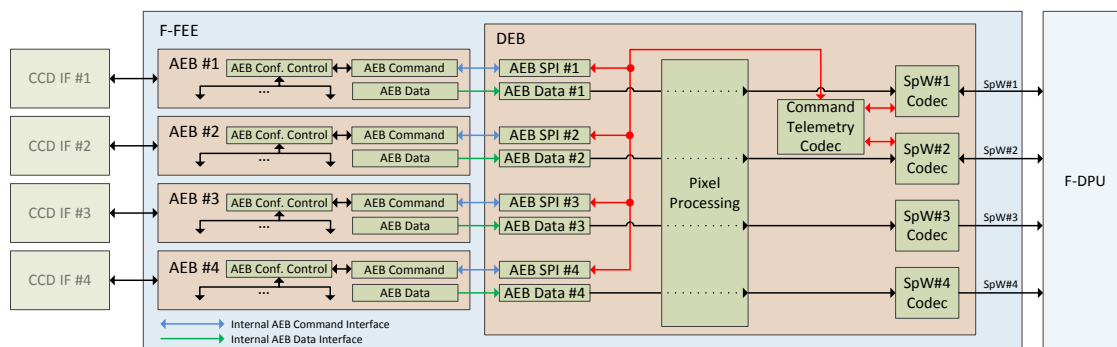 F-FEE
DEB
CCD IF #1
AEB #1
AEB Conf. Control
AEB Command
AEB Data
...
AEB SPI #1
AEB Data #1
SpW#1
Codec
SpW#1
Command
Telemetry
Codec
CCD IF #2
AEB #2
AEB Conf. Control
AEB Command
AEB Data
...
AEB SPI #2
AEB Data #2
SpW#2
Codec
SpW#2
Pixel
Processing
F-DPU
CCD IF #3
AEB #3
AEB Conf. Control
AEB Command
AEB Data
...
AEB SPI #3
AEB Data #3
SpW#3
Codec
SpW#3
CCD IF #4
AEB #4
AEB Conf. Control
AEB Command
AEB Data
...
AEB SPI #4
AEB Data #4
SpW#4
Codec
SpW#4
Internal AEB Command Interface
Internal AEB Data Interface